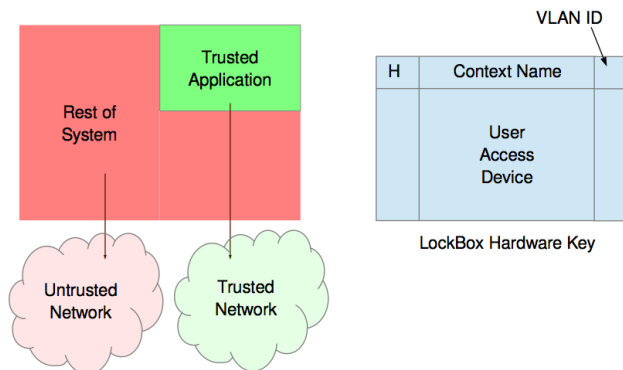 Trusted
Application
Rest of
System
Untrusted
Network
Trusted
Network
VLAN ID
H
Context Name
User
Access
Device
LockBox Hardware Key